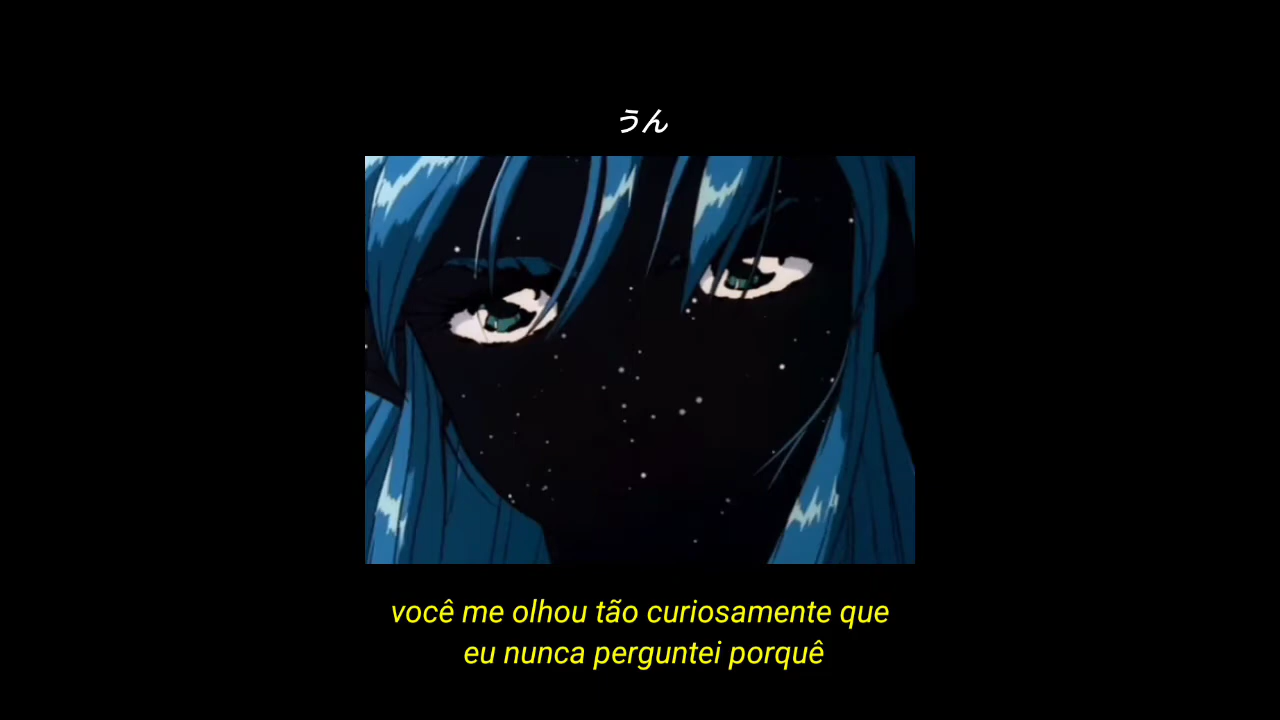 うん
você me olhou tão curiosamente que
eu nunca perguntei porquê